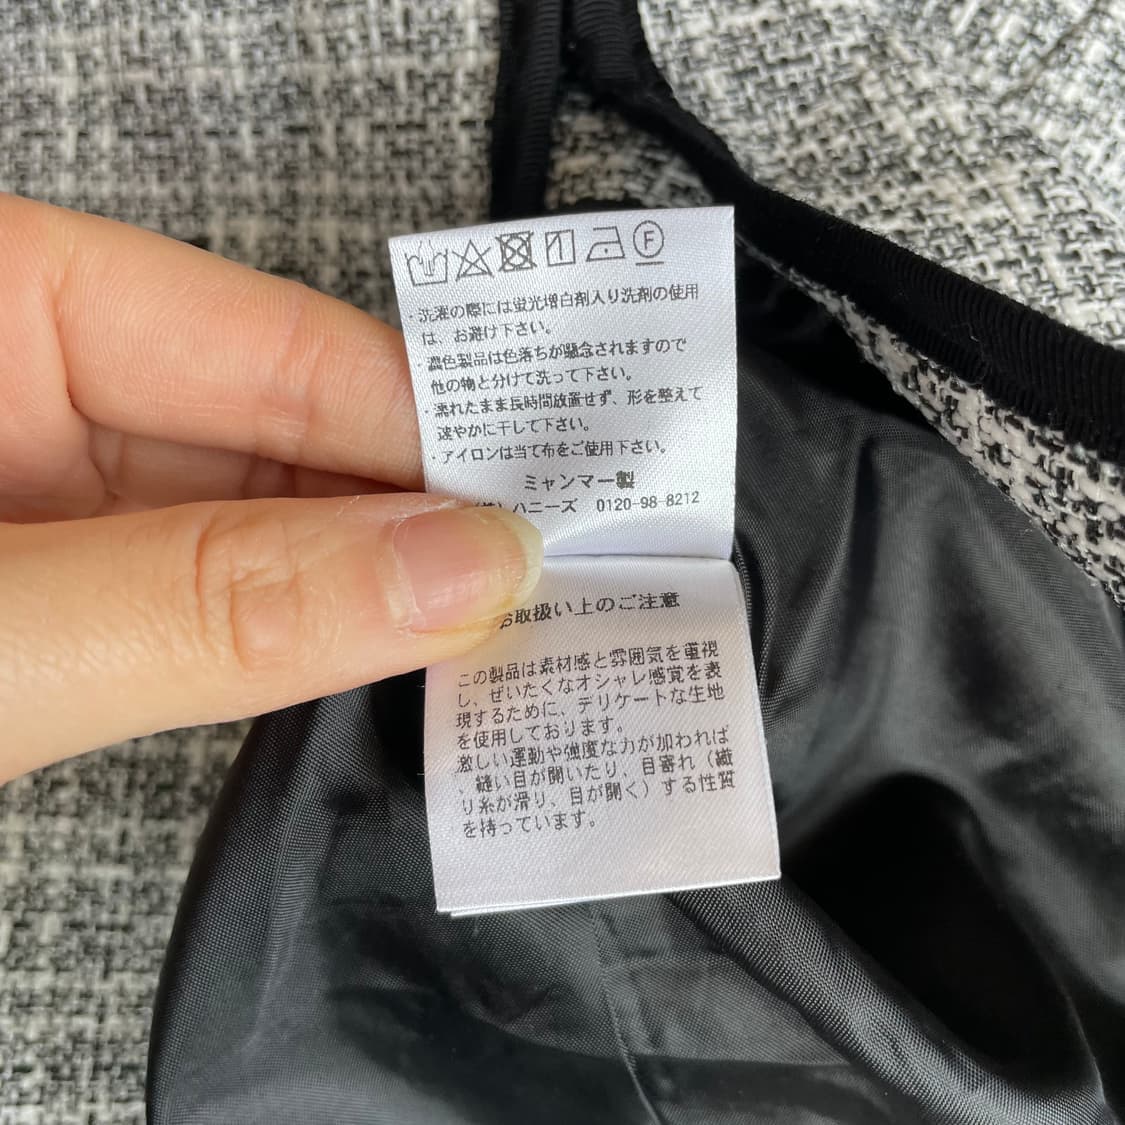 F
・洗濯の際には蛍光増白剤入り洗剤の使用
は、お避け下さい。
・濃色製品は色落ちが懸念されますので
他の物と分けて洗って下さい。
・濡れたまま長時間放置せず、形を整えて
速やかに干して下さい。
・アイロンは当て布をご使用下さい。
ミャンマー製
(株)ハニーズ 0120-98-8212
お取扱い上のご注意
この製品は素材感と雰囲気を重視
し、ぜいたくなオシャレ感覚を表
現するために、デリケートな生地
を使用しております。
激しい運動や強度な力が加われば
、縫い目が開いたり、目寄れ(織
り糸が滑り、目が開く)する性質
を持っています。